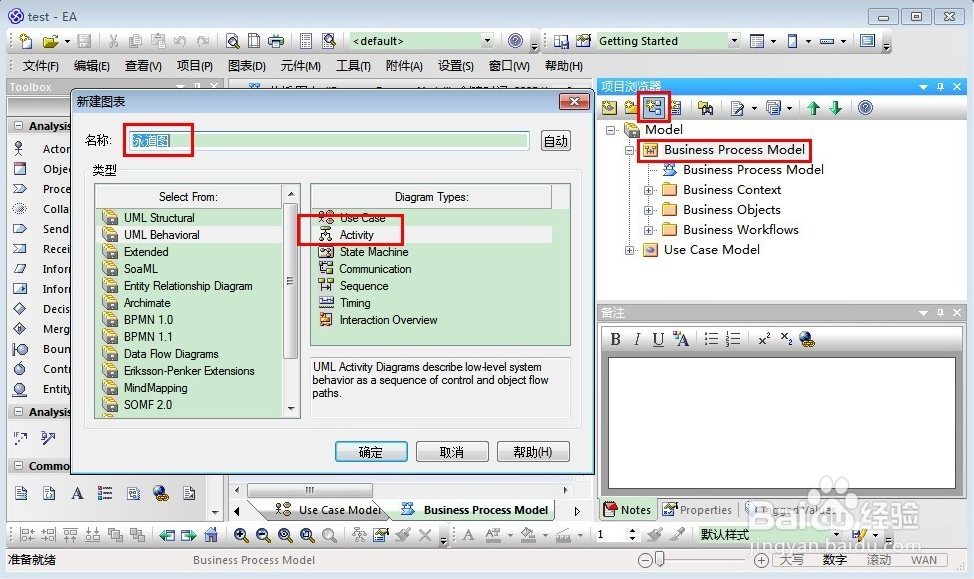 test - EA
<default>
Getting Started
文件(F) 编辑(E) 查看(V) 项目(P) 图表(D) 元件(M) 工具(T) 附件(A) 设置(S) 窗口(W) 帮助(H)
Toolbox
新建图表
名称:
泳道图
自动
类型
Select From:
UML Structural
UML Behavioral
Extended
SoaML
Entity Relationship Diagram
Archimate
BPMN 1.0
BPMN 1.1
Data Flow Diagrams
Eriksson-Penker Extensions
MindMapping
SOMF 2.0
Diagram Types:
Use Case
Activity
State Machine
Communication
Sequence
Timing
Interaction Overview
UML Activity Diagrams describe low-level system
behavior as a sequence of control and object flow
paths.
确定 取消 帮助(H)
Analysis
Actor
Obje
Proce
Colla
Send
Recei
Inform
Inform
Decis
Merg
Boun
Contr
Entity
Analysis
Commo
项目浏览器
Model
Business Process Model
Business Process Model
Business Context
Business Objects
Business Workflows
Use Case Model
备注
B I U A x² x₂
Notes Properties Tagged Values
Use Case Model Business Process Model
1 默认样式
准备就绪 Business Process Model 大写 数字 滚动 WAN
Baidu 经验
jingyan.baidu.com